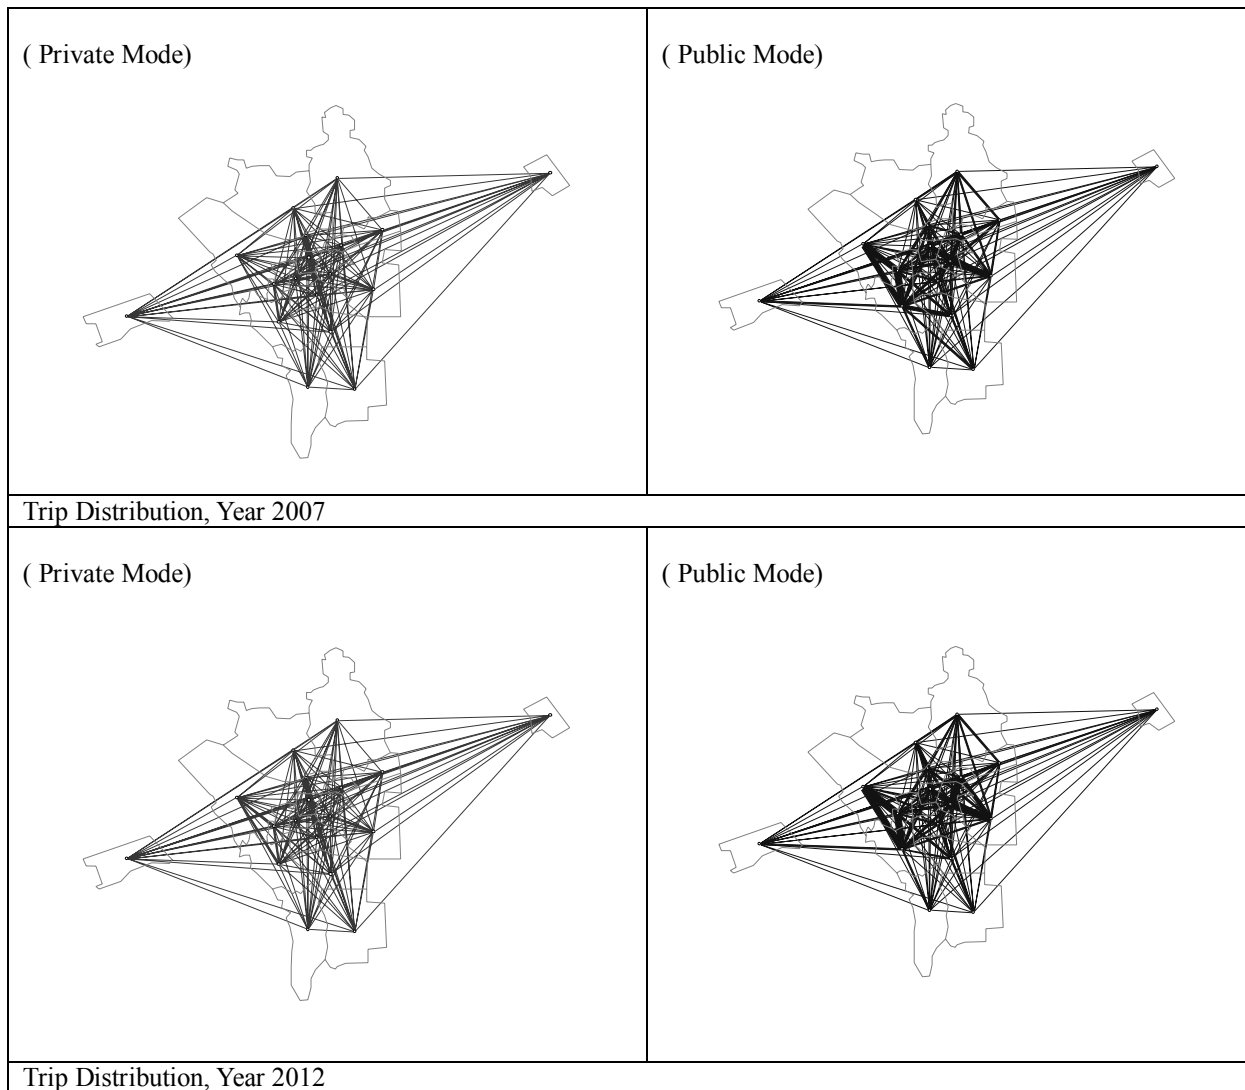 ( Private Mode)
( Public Mode)
Trip Distribution, Year 2007
( Private Mode)
( Public Mode)
Trip Distribution, Year 2012